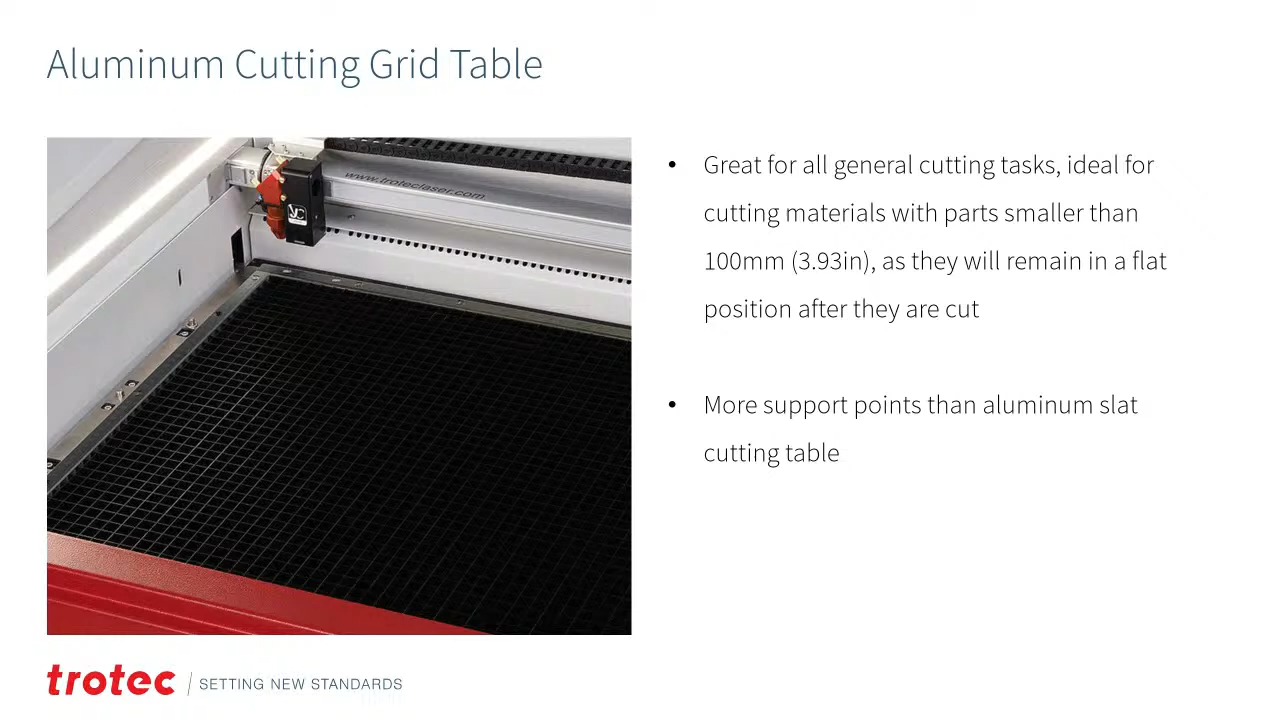 Aluminum Cutting Grid Table
www.troteclaser.com
• Great for all general cutting tasks, ideal for
cutting materials with parts smaller than
100mm (3.93in), as they will remain in a flat
position after they are cut
• More support points than aluminum slat
cutting table
trotec | SETTING NEW STANDARDS